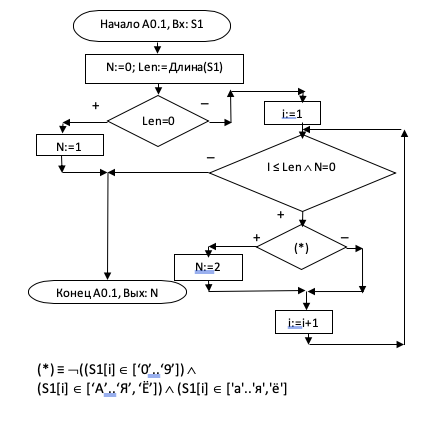 Начало А0.1, Вх: S1
N:=0; Len:=Длина(S1)
+
–
Len=0
i:=1
N:=1
–
I ≤ Len ∧ N=0
+
+
–
(*)
N:=2
Конец А0.1, Вых: N
i:=i+1
(*) ≡ ¬((S1[i] ∈ [‘0’..‘9’]) ∧
(S1[i] ∈ [‘А’..‘Я’, ‘Ё’]) ∧ (S1[i] ∈ ['а'..'я','ё']